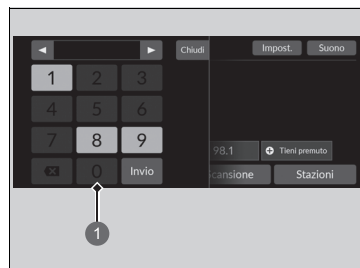 Chiudi Impost. Suono
1 2 3
4 5 6
7 8 9
98.1 Tieni premuto
0 Invio
cansione Stazioni
1